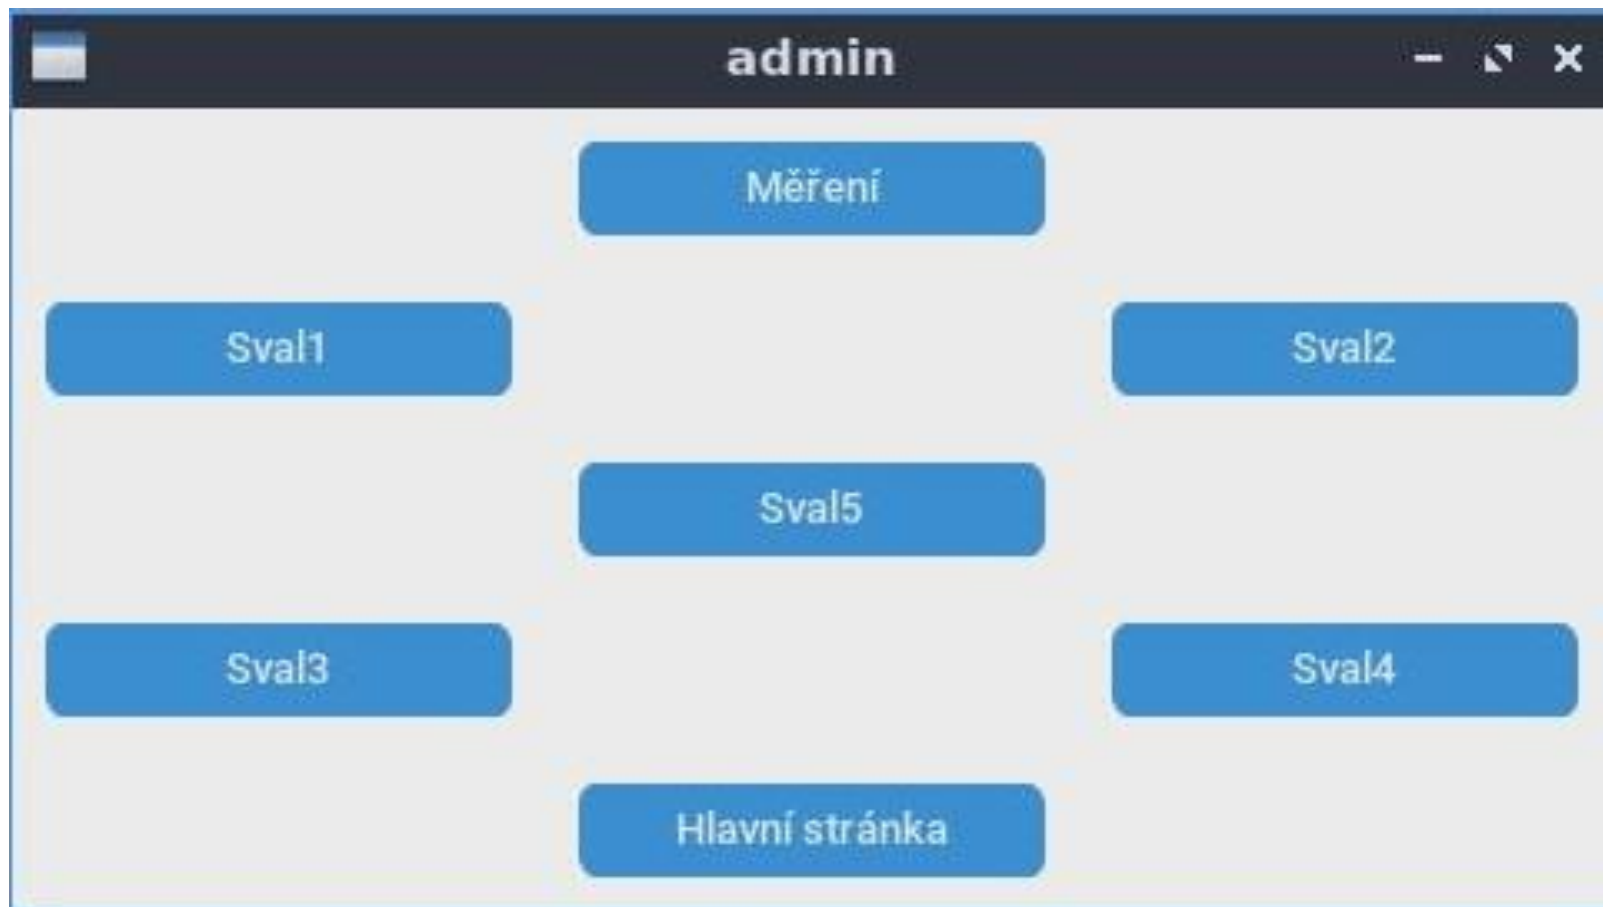 admin
Měření
Sval1
Sval2
Sval5
Sval3
Sval4
Hlavní stránka